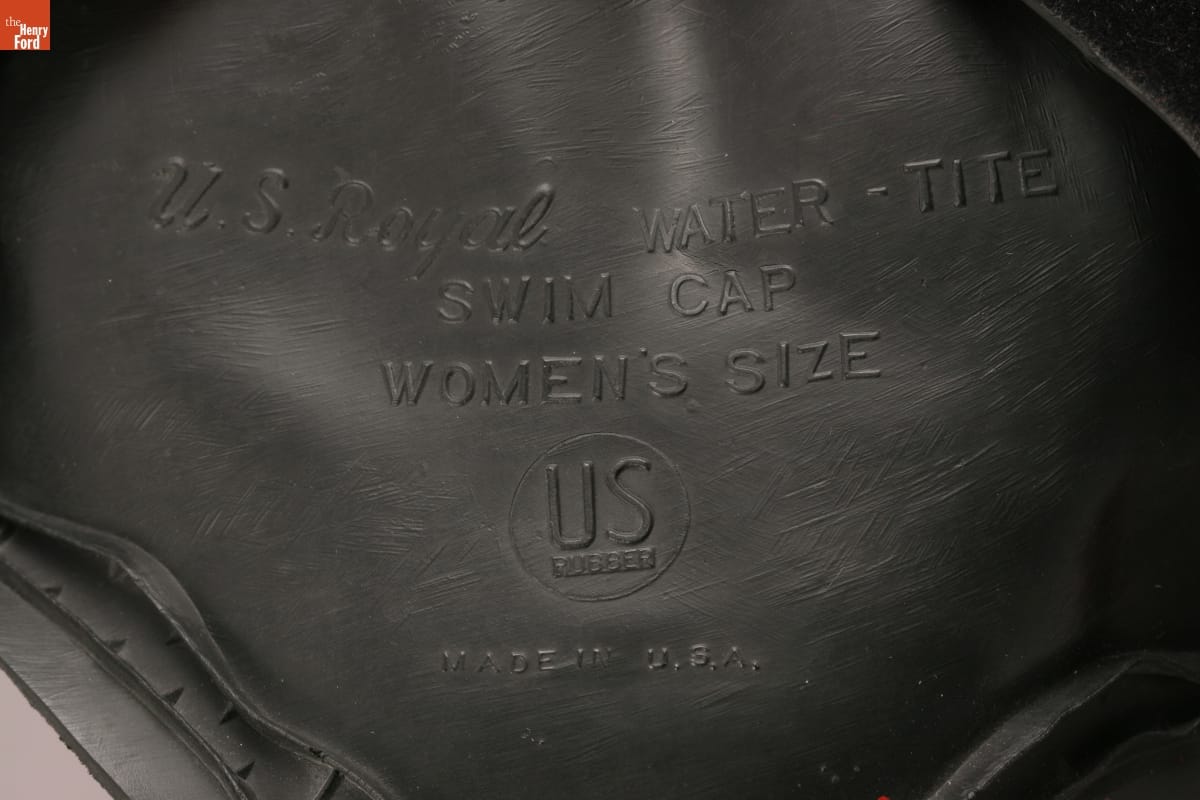 the
Henry
Ford
U.S. Royal WATER-TITE
SWIM CAP
WOMEN'S SIZE
US
RUBBER
MADE IN U.S.A.